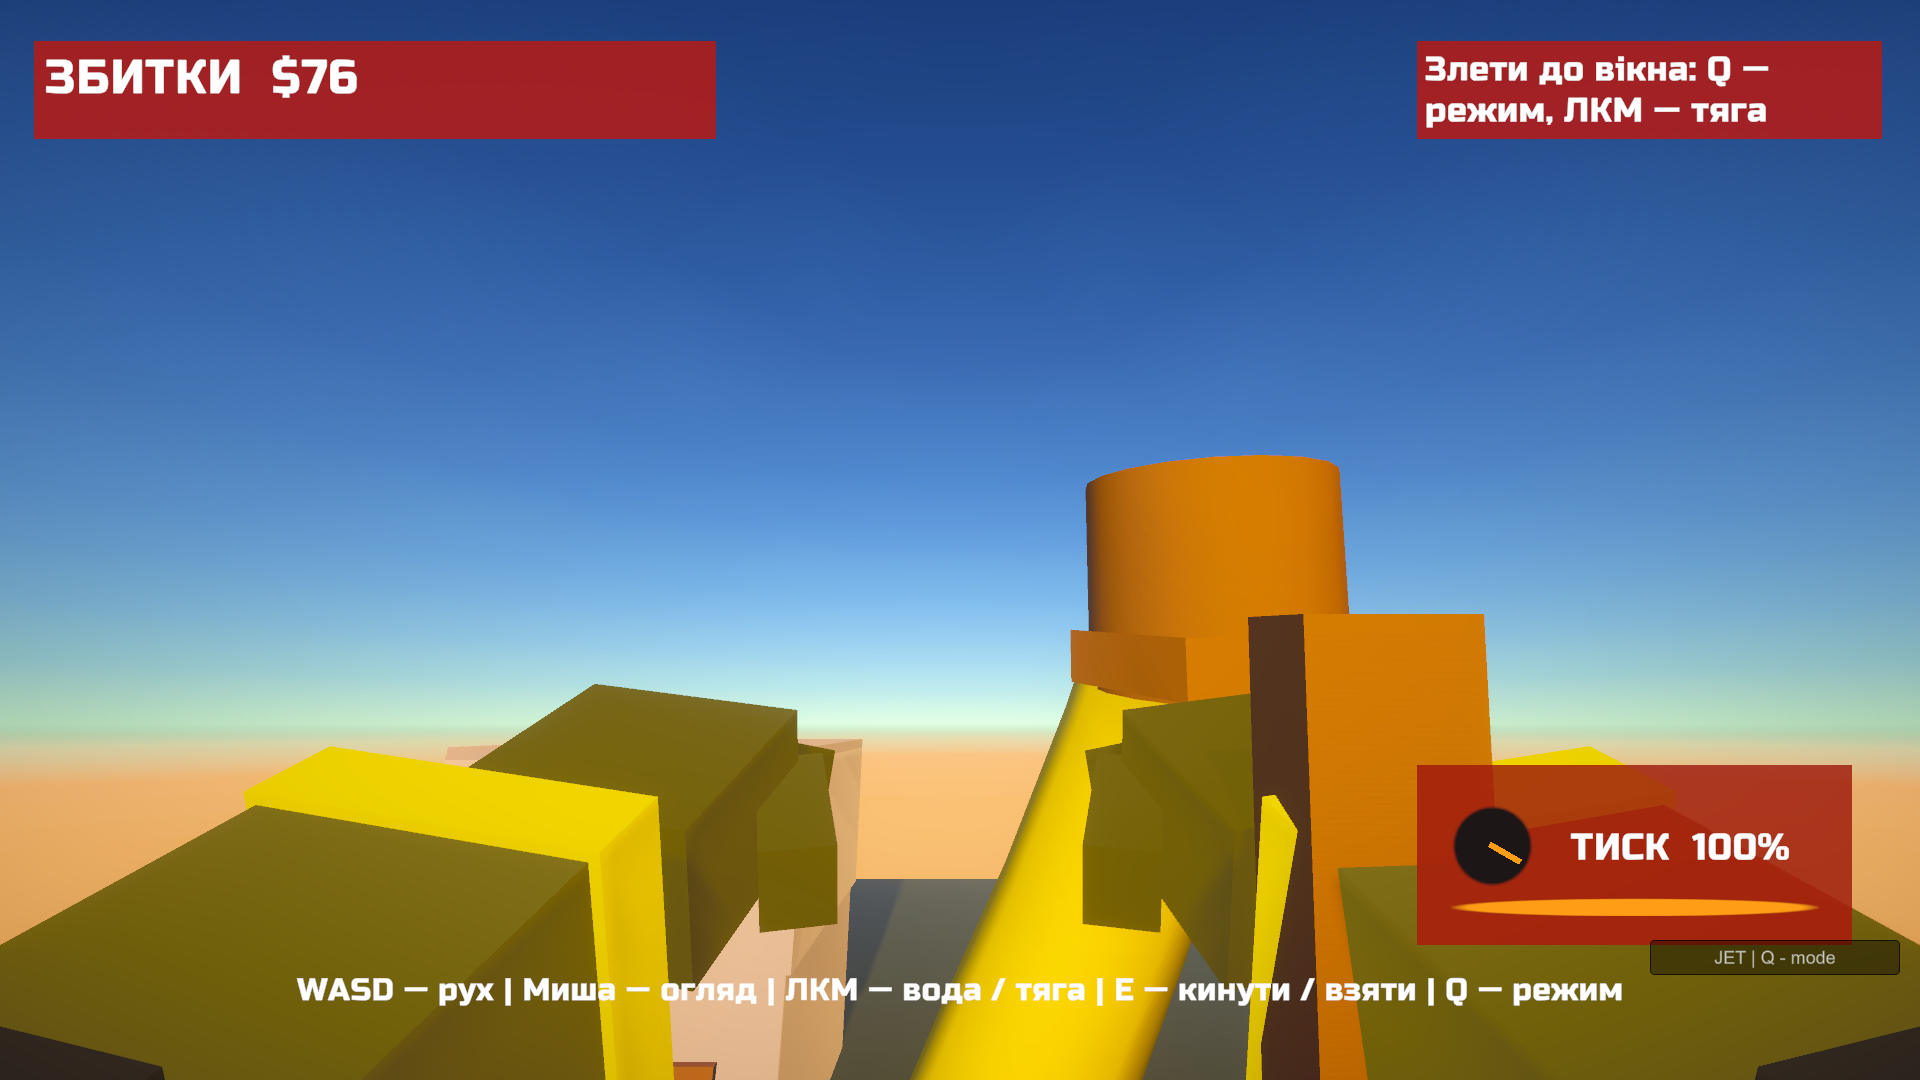 ЗБИТКИ $76
Злети до вікна: Q —
режим, ЛКМ — тяга
ТИСК 100%
JET | Q - mode
WASD — рух | Миша — огляд | ЛКМ — вода / тяга | E — кинути / взяти | Q — режим